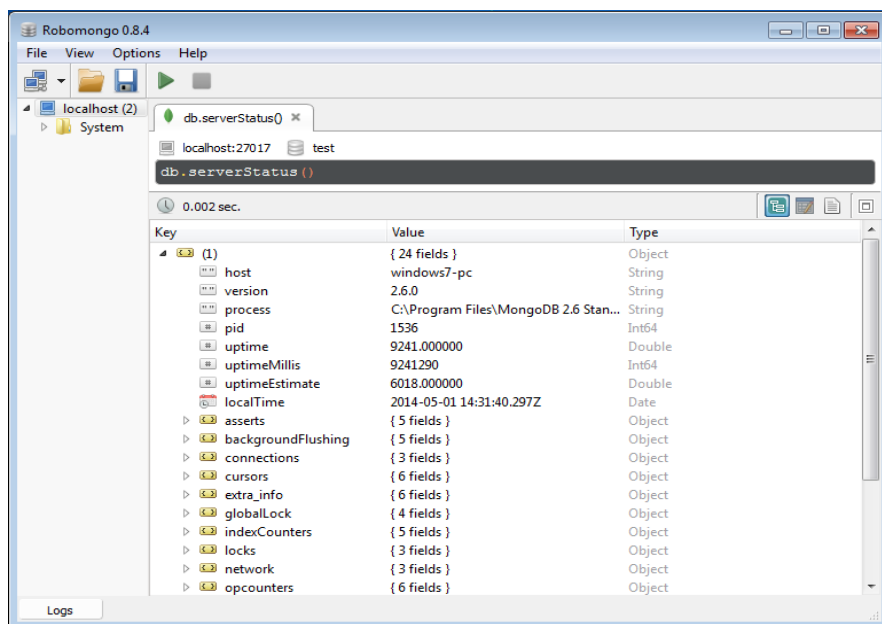 Robomongo 0.8.4
File View Options Help
localhost (2)
System
db.serverStatus()
localhost:27017 test
db.serverStatus()
0.002 sec.
Key Value Type
(1) { 24 fields } Object
host windows7-pc String
version 2.6.0 String
process C:\Program Files\MongoDB 2.6 Stan... String
pid 1536 Int64
uptime 9241.000000 Double
uptimeMillis 9241290 Int64
uptimeEstimate 6018.000000 Double
localTime 2014-05-01 14:31:40.297Z Date
asserts { 5 fields } Object
backgroundFlushing { 5 fields } Object
connections { 3 fields } Object
cursors { 6 fields } Object
extra_info { 6 fields } Object
globalLock { 4 fields } Object
indexCounters { 5 fields } Object
locks { 3 fields } Object
network { 3 fields } Object
opcounters { 6 fields } Object
Logs